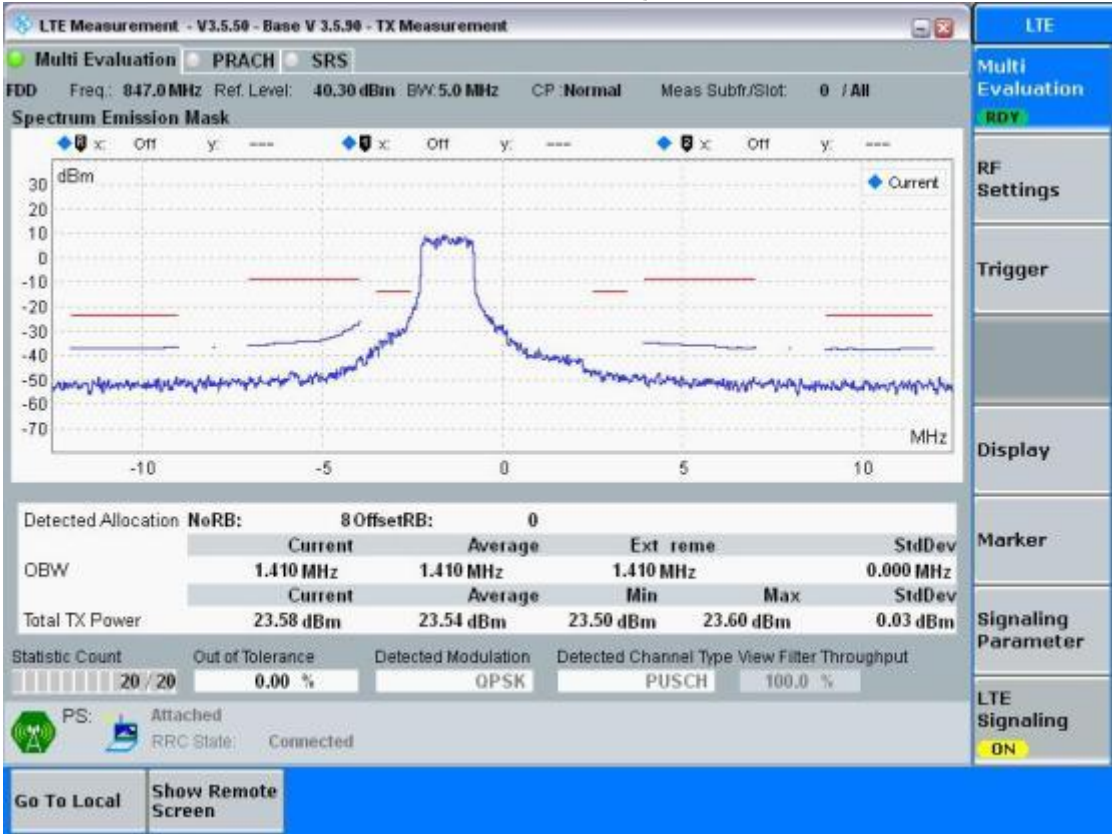 LTE Measurement - V3.5.50 - Base V 3.5.90 - TX Measurement
LTE
Multi Evaluation PRACH SRS
FDD Freq.: 847.0 MHz Ref. Level: 40.30 dBm BW: 5.0 MHz CP :Normal Meas Subfr./Slot: 0 / All
Spectrum Emission Mask
x: Off y: --- x: Off y: --- x: Off y: ---
dBm
Current
30
20
10
0
-10
-20
-30
-40
-50
-60
-70
MHz
-10 -5 0 5 10
Detected Allocation NoRB: 8 OffsetRB: 0
Current Average Ext reme StdDev
OBW 1.410 MHz 1.410 MHz 1.410 MHz 0.000 MHz
Current Average Min Max StdDev
Total TX Power 23.58 dBm 23.54 dBm 23.50 dBm 23.60 dBm 0.03 dBm
Statistic Count Out of Tolerance Detected Modulation Detected Channel Type View Filter Throughput
20 / 20 0.00 % QPSK PUSCH 100.0 %
PS: Attached
RRC State: Connected
Go To Local
Show Remote
Screen
Multi
Evaluation
RDY
RF
Settings
Trigger
Display
Marker
Signaling
Parameter
LTE
Signaling
ON